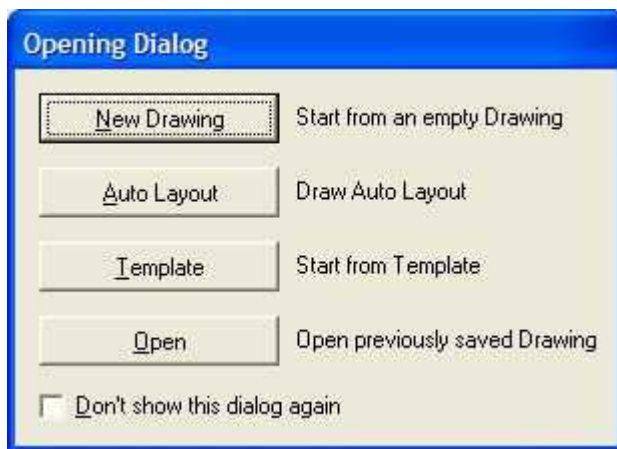 Opening Dialog
New Drawing Start from an empty Drawing
Auto Layout Draw Auto Layout
Template Start from Template
Open Open previously saved Drawing
Don't show this dialog again